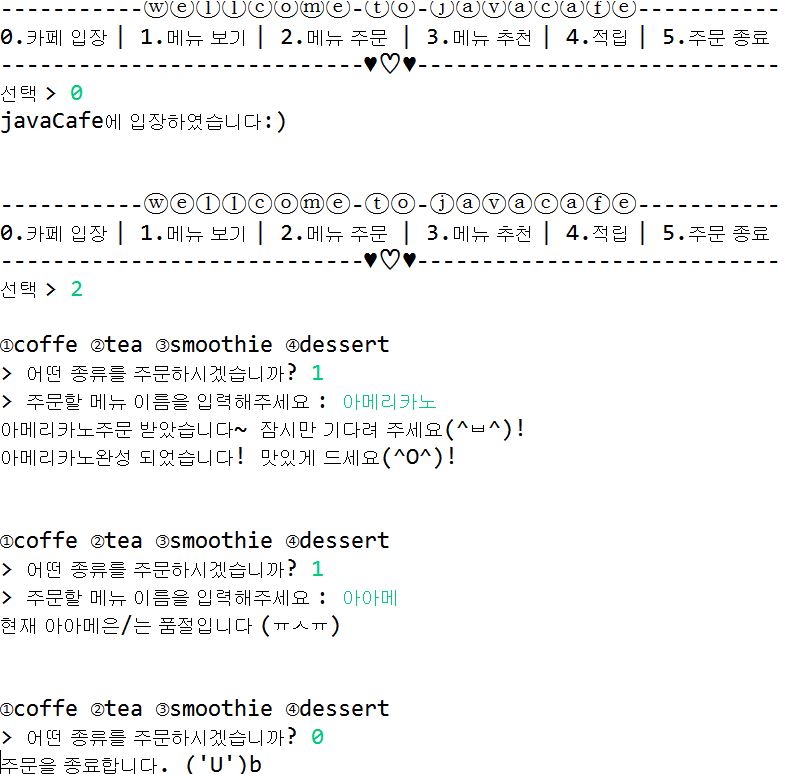 -----------ⓦⓔⓛⓛⓒⓞⓜⓔ-ⓣⓞ-ⓙⓐⓥⓐⓒⓐⓕⓔ-----------
0.카페 입장 | 1.메뉴 보기 | 2.메뉴 주문 | 3.메뉴 추천 | 4.적립 | 5.주문 종료
----------------------------♥♡♥----------------------------
선택 > 0
javaCafe에 입장하였습니다:)
-----------ⓦⓔⓛⓛⓒⓞⓜⓔ-ⓣⓞ-ⓙⓐⓥⓐⓒⓐⓕⓔ-----------
0.카페 입장 | 1.메뉴 보기 | 2.메뉴 주문 | 3.메뉴 추천 | 4.적립 | 5.주문 종료
----------------------------♥♡♥----------------------------
선택 > 2
①coffe ②tea ③smoothie ④dessert
> 어떤 종류를 주문하시겠습니까? 1
> 주문할 메뉴 이름을 입력해주세요 : 아메리카노
아메리카노주문 받았습니다~ 잠시만 기다려 주세요(^ㅂ^)!
아메리카노완성 되었습니다! 맛있게 드세요(^O^)!
①coffe ②tea ③smoothie ④dessert
> 어떤 종류를 주문하시겠습니까? 1
> 주문할 메뉴 이름을 입력해주세요 : 아아메
현재 아아메은/는 품절입니다 (ㅠㅅㅠ)
①coffe ②tea ③smoothie ④dessert
> 어떤 종류를 주문하시겠습니까? 0
주문을 종료합니다. ('U')b